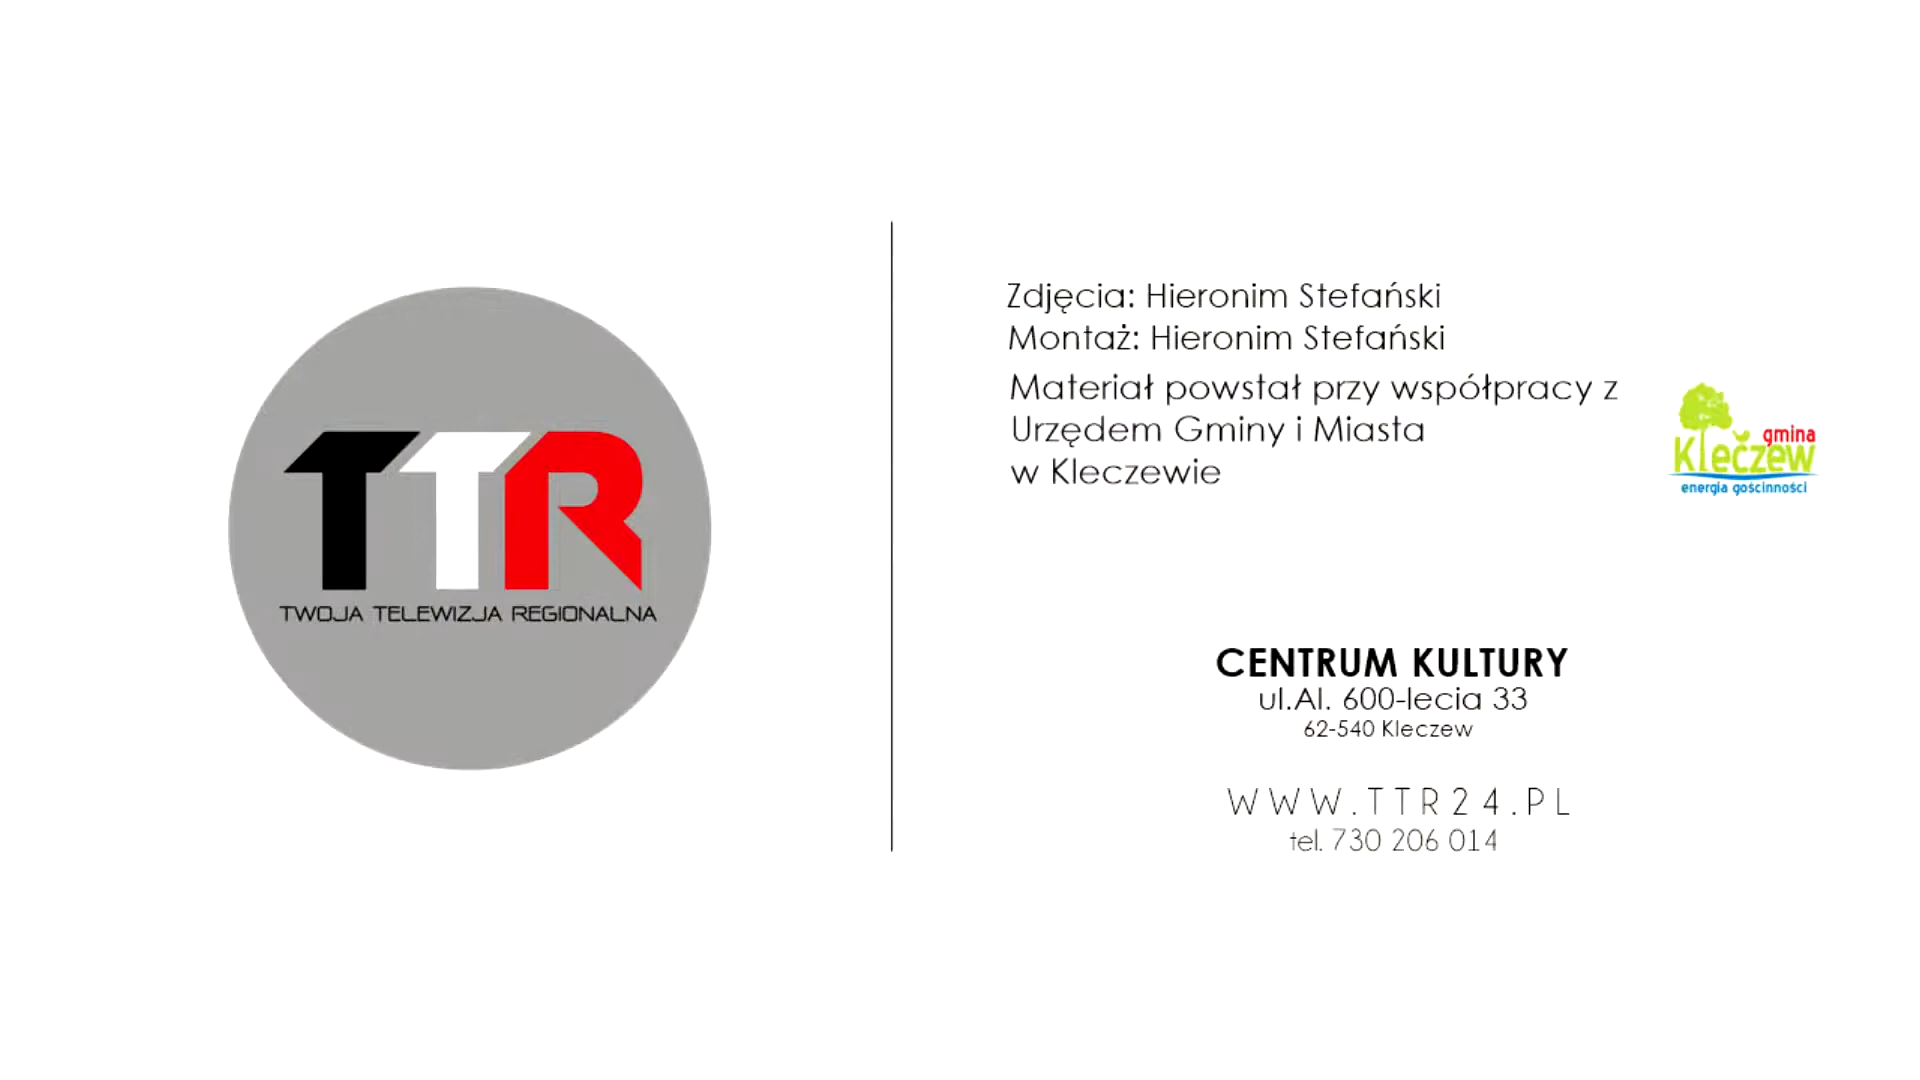 TTR
TWOJA TELEWIZJA REGIONALNA
Zdjęcia: Hieronim Stefański
Montaż: Hieronim Stefański
Materiał powstał przy współpracy z
Urzędem Gminy i Miasta
w Kleczewie
gmina
Kleczew
energia gościnności
CENTRUM KULTURY
ul.Al. 600-lecia 33
62-540 Kleczew
WWW.TTR24.PL
tel. 730 206 014